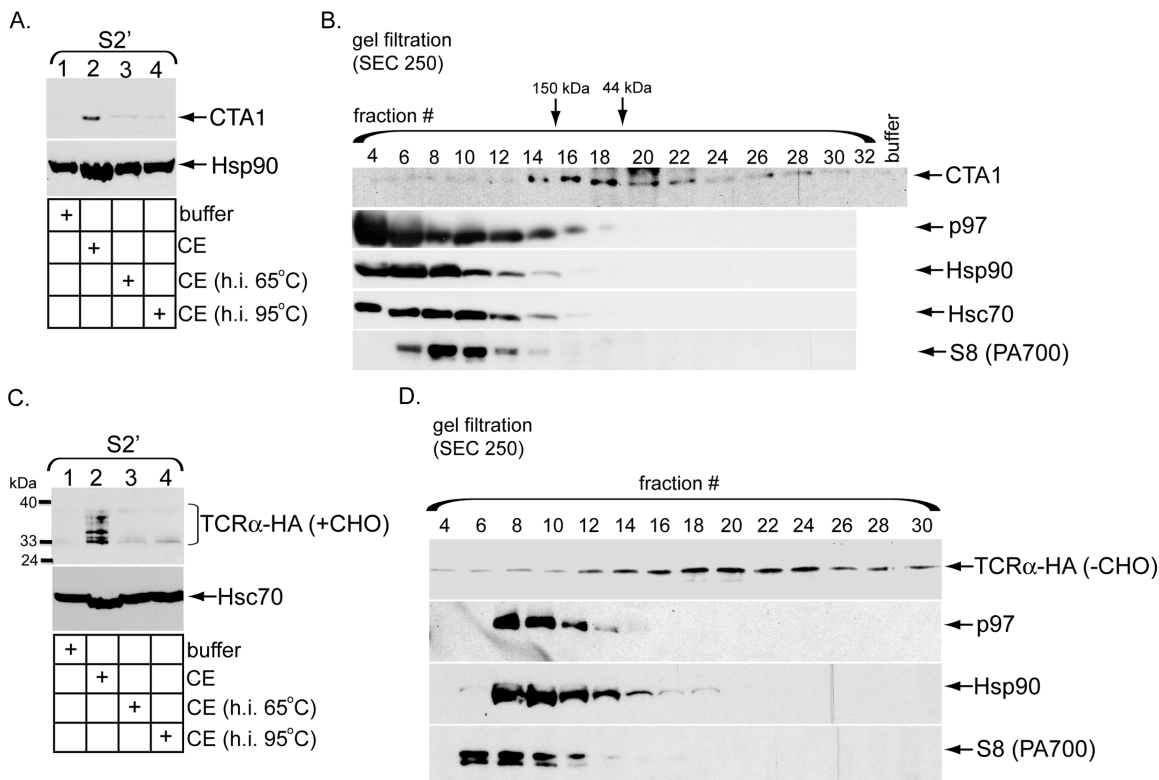 A.
S2'
1 2 3 4
CTA1
Hsp90
+ buffer
+ CE
+ CE (h.i. 65°C)
+ CE (h.i. 95°C)
B.
gel filtration
(SEC 250)
150 kDa 44 kDa
fraction #
4 6 8 10 12 14 16 18 20 22 24 26 28 30 32 buffer
CTA1
p97
Hsp90
Hsc70
S8 (PA700)
C.
S2'
1 2 3 4
kDa
40
33
24
TCRα-HA (+CHO)
Hsc70
+ buffer
+ CE
+ CE (h.i. 65°C)
+ CE (h.i. 95°C)
D.
gel filtration
(SEC 250)
fraction #
4 6 8 10 12 14 16 18 20 22 24 26 28 30
TCRα-HA (-CHO)
p97
Hsp90
S8 (PA700)